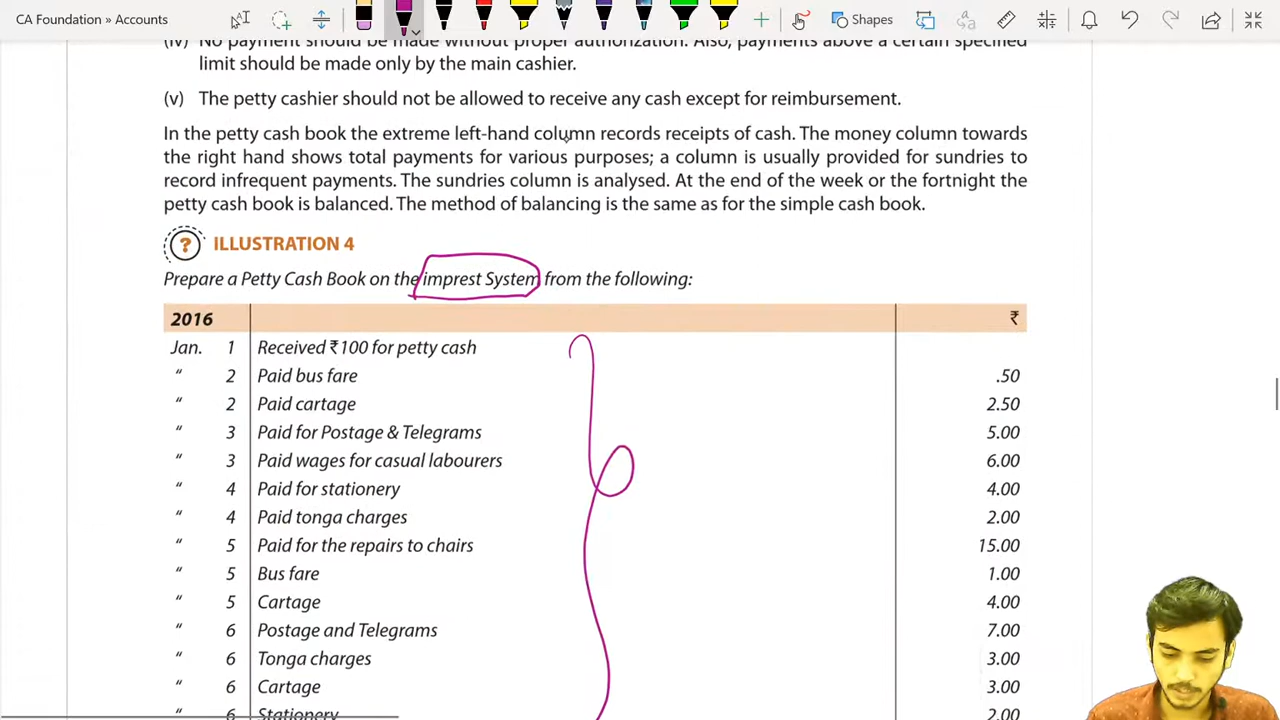 CA Foundation » Accounts
Shapes
(iv) No payment should be made without proper authorization. Also, payments above a certain specified
limit should be made only by the main cashier.
(v) The petty cashier should not be allowed to receive any cash except for reimbursement.
In the petty cash book the extreme left-hand column records receipts of cash. The money column towards
the right hand shows total payments for various purposes; a column is usually provided for sundries to
record infrequent payments. The sundries column is analysed. At the end of the week or the fortnight the
petty cash book is balanced. The method of balancing is the same as for the simple cash book.
? ILLUSTRATION 4
Prepare a Petty Cash Book on the imprest System from the following:
2016 ₹
Jan. 1 Received ₹100 for petty cash
“ 2 Paid bus fare .50
“ 2 Paid cartage 2.50
“ 3 Paid for Postage & Telegrams 5.00
“ 3 Paid wages for casual labourers 6.00
“ 4 Paid for stationery 4.00
“ 4 Paid tonga charges 2.00
“ 5 Paid for the repairs to chairs 15.00
“ 5 Bus fare 1.00
“ 5 Cartage 4.00
“ 6 Postage and Telegrams 7.00
“ 6 Tonga charges 3.00
“ 6 Cartage 3.00
“ 6 Stationery 2.00